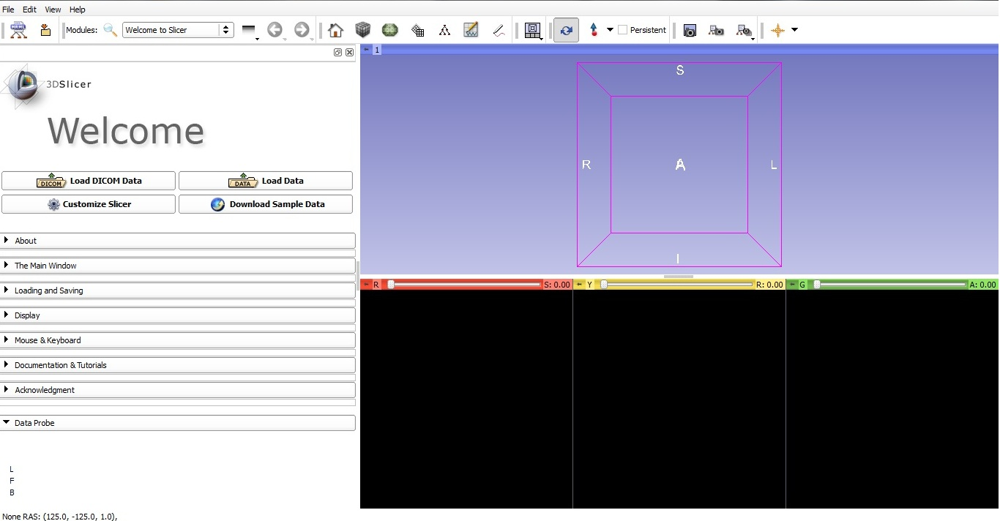 File Edit View Help
Modules: Welcome to Slicer Persistent
1
3DSlicer
Welcome
DICOM Load DICOM Data
DATA Load Data
Customize Slicer
Download Sample Data
About
The Main Window
Loading and Saving
Display
Mouse & Keyboard
Documentation & Tutorials
Acknowledgment
Data Probe
L
F
B
None RAS: (125.0, -125.0, 1.0),
S
R A L
I
R S: 0.00
Y R: 0.00
G A: 0.00